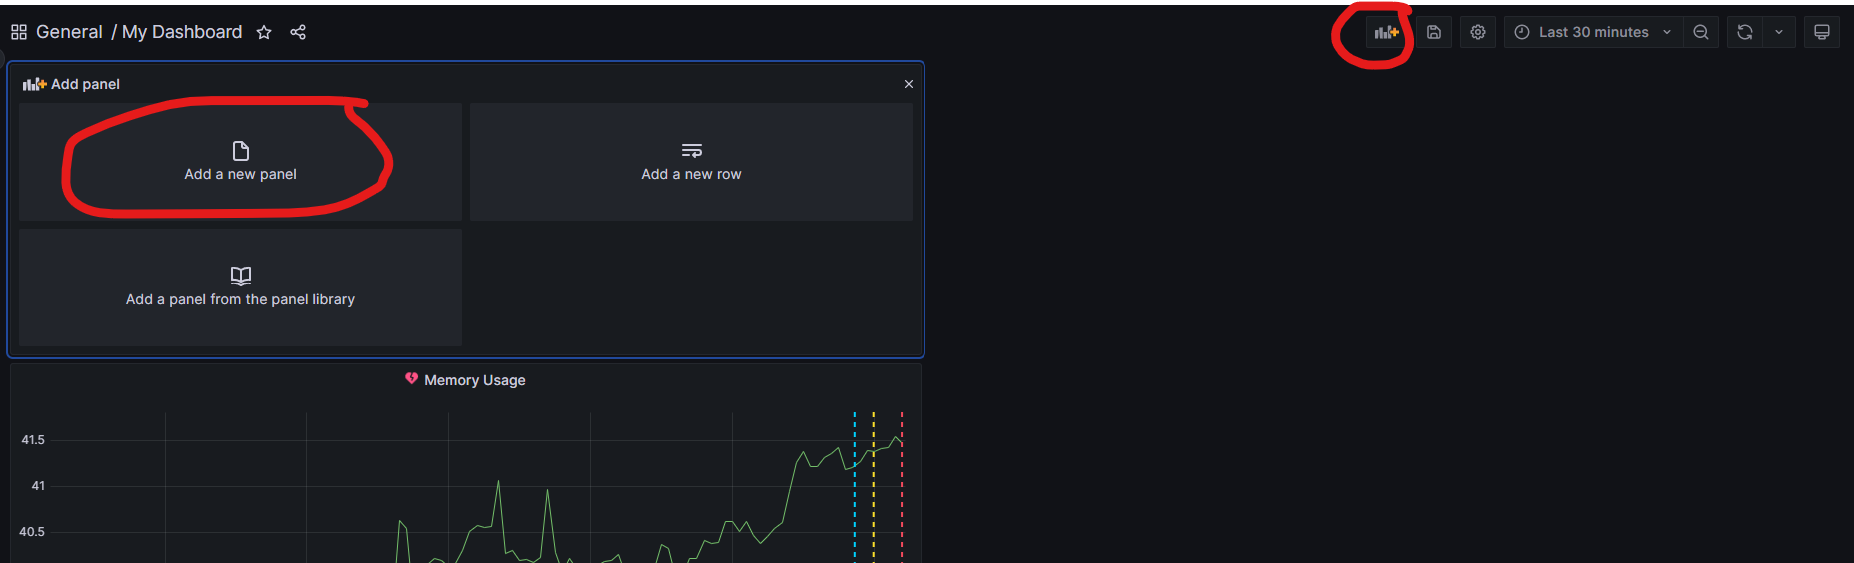 General / My Dashboard
Last 30 minutes
Add panel
Add a new panel
Add a new row
Add a panel from the panel library
Memory Usage
41.5
41
40.5